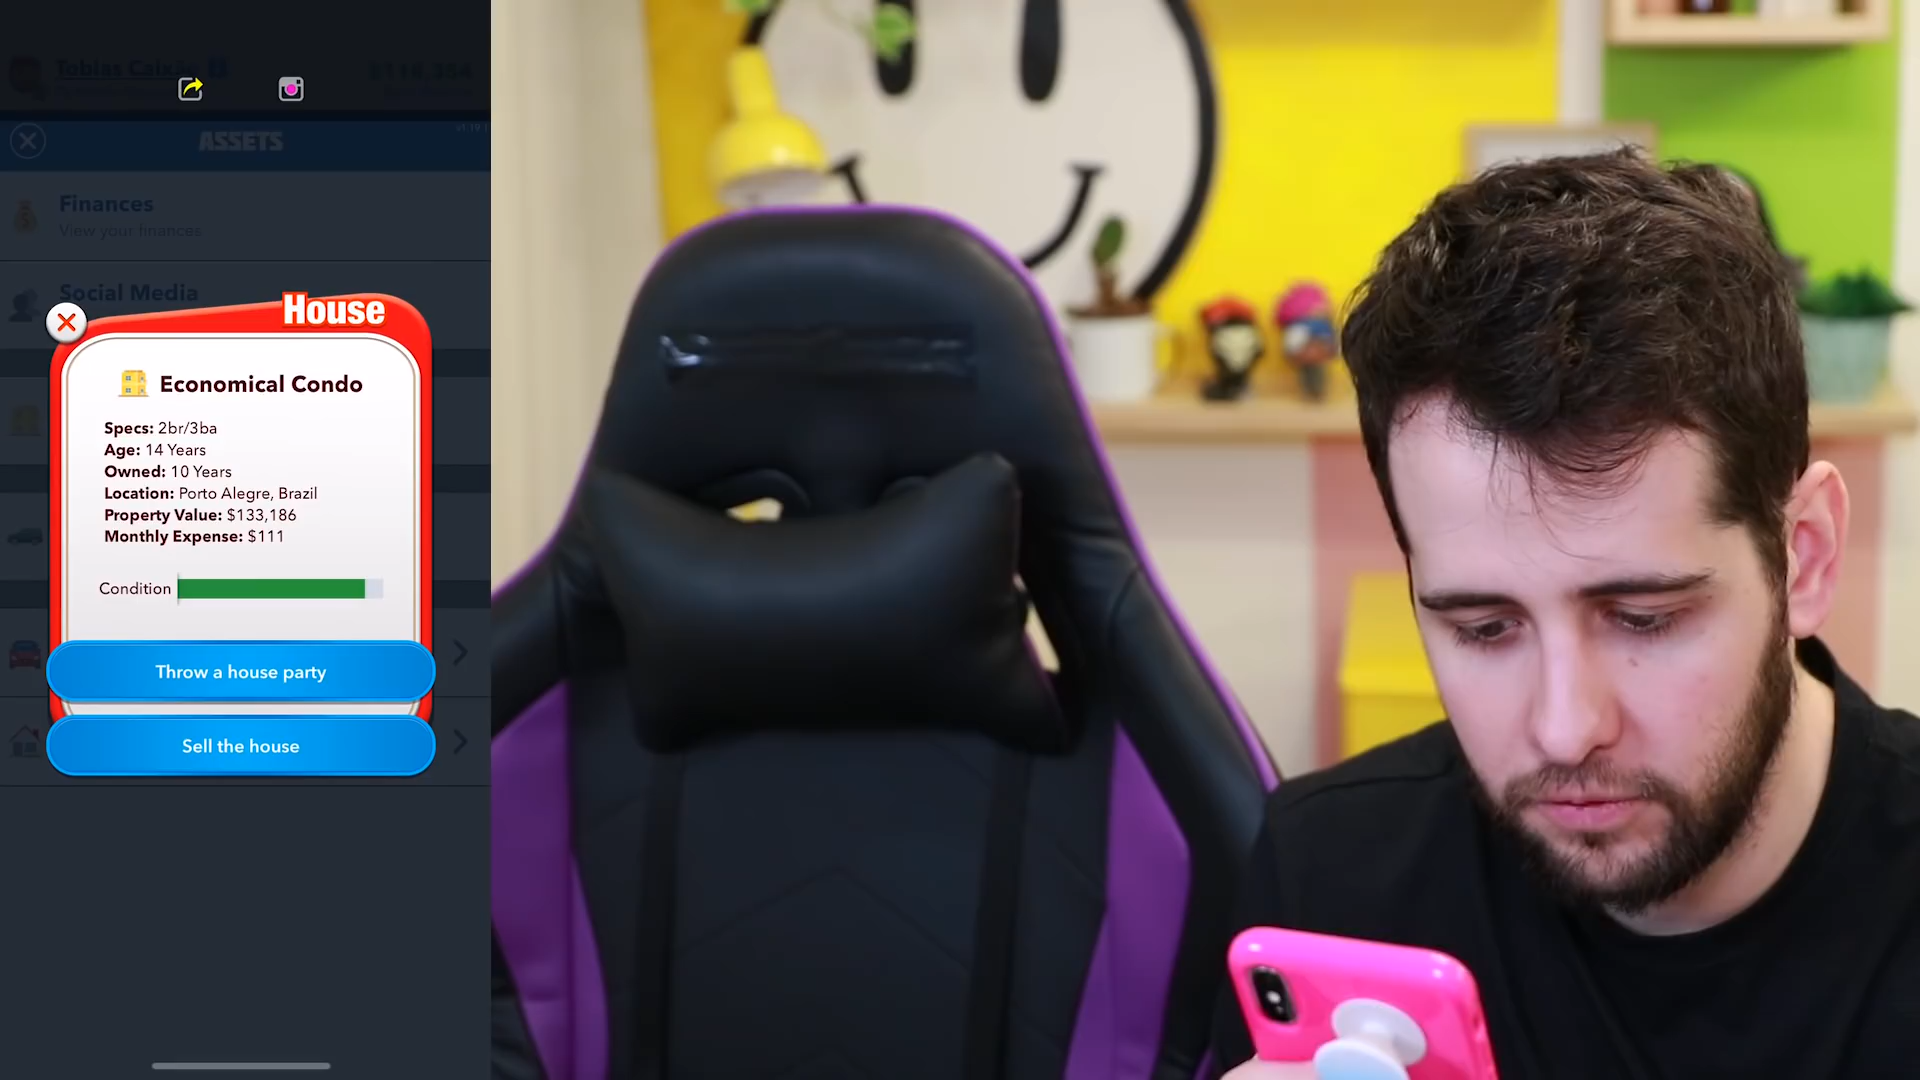 ASSETS
Finances
View your finances
Social Media
House
Economical Condo
Specs: 2br/3ba
Age: 14 Years
Owned: 10 Years
Location: Porto Alegre, Brazil
Property Value: $133,186
Monthly Expense: $111
Condition
Throw a house party
Sell the house